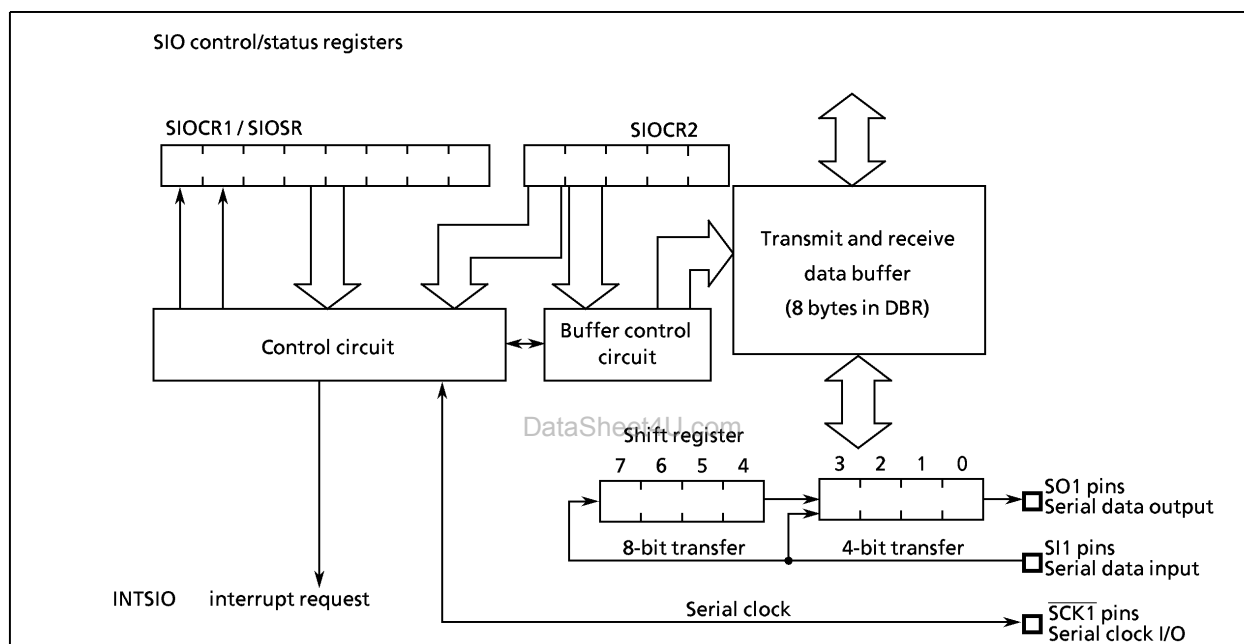 SIO control/status registers
SIOCR1 / SIOSR
SIOCR2
Transmit and receive
data buffer
(8 bytes in DBR)
Control circuit
Buffer control
circuit
DataSheet4U.com
Shift register
7 6 5 4
3 2 1 0
SO1 pins
Serial data output
8-bit transfer
4-bit transfer
SI1 pins
Serial data input
INTSIO interrupt request
Serial clock
S̅C̅K̅1̅ pins
Serial clock I/O